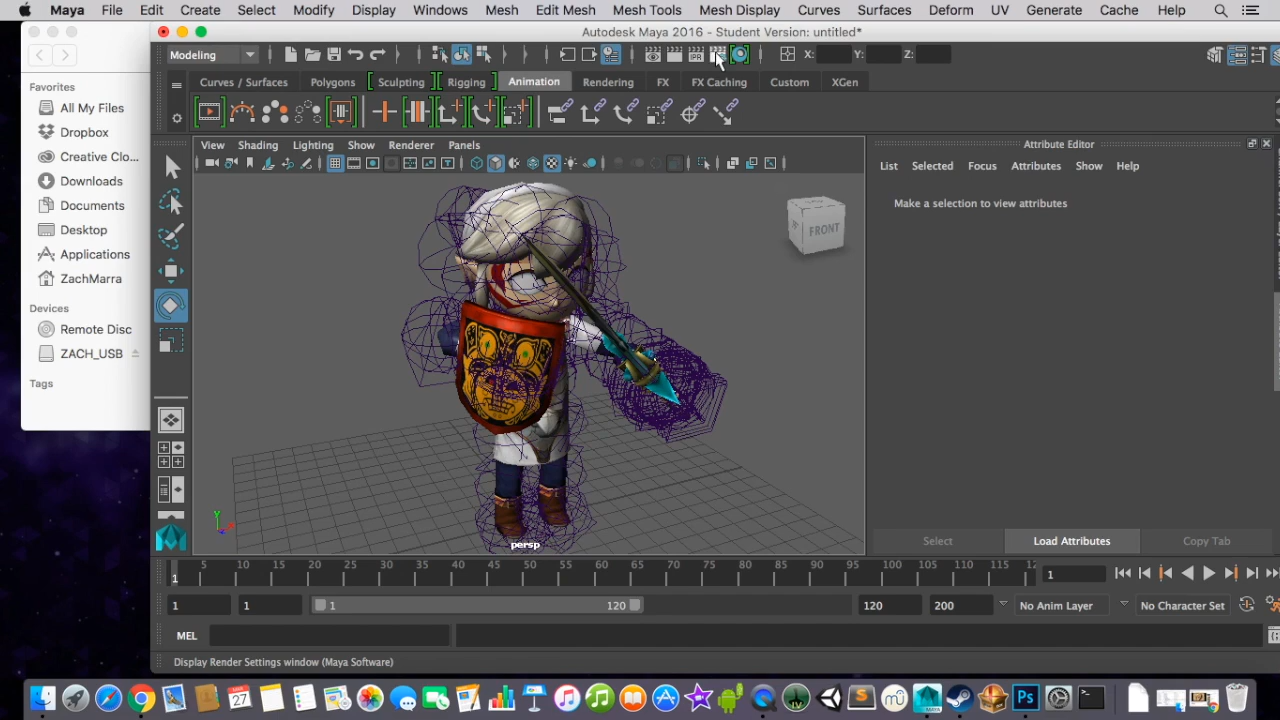 Maya File Edit Create Select Modify Display Windows Mesh Edit Mesh Mesh Tools Mesh Display Curves Surfaces Deform UV Generate Cache Help
Autodesk Maya 2016 - Student Version: untitled*
Modeling X: Y: Z:
Curves / Surfaces Polygons Sculpting Rigging Animation Rendering FX FX Caching Custom XGen
Favorites
All My Files
Dropbox
Creative Clo...
Downloads
Documents
Desktop
Applications
ZachMarra
Devices
Remote Disc
ZACH_USB
Tags
View Shading Lighting Show Renderer Panels
FRONT
persp
Attribute Editor
List Selected Focus Attributes Show Help
Make a selection to view attributes
Select Load Attributes Copy Tab
1 5 10 15 20 25 30 35 40 45 50 55 60 65 70 75 80 85 90 95 100 105 110 115 12
1
1 1 1 120 120 200 No Anim Layer No Character Set
MEL
Display Render Settings window (Maya Software)
27
Ps